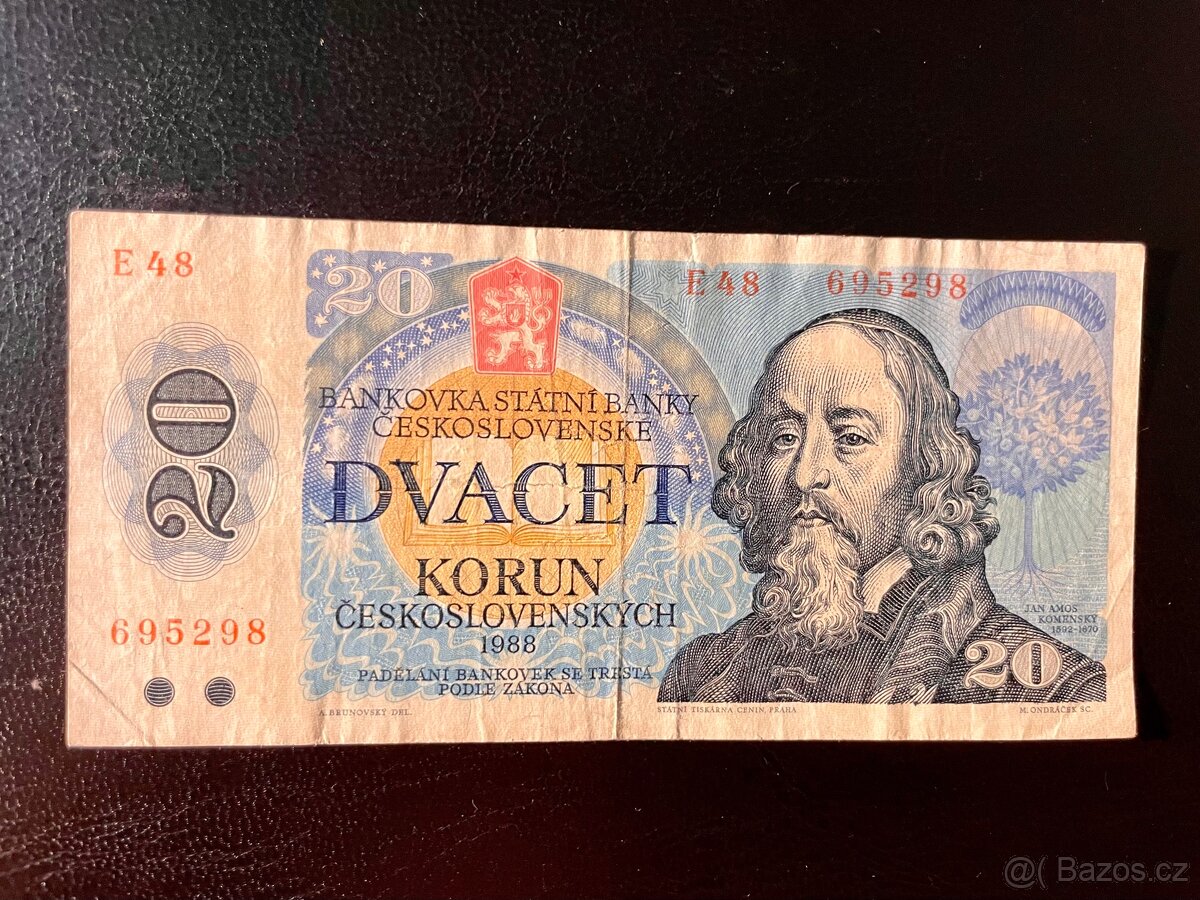 E 48
20
E 48 695298
BANKOVKA STÁTNÍ BANKY
ČESKOSLOVENSKÉ
20
DVACET
KORUN
ČESKOSLOVENSKÝCH
1988
JAN AMOS
KOMENSKÝ
1592-1670
695298
PADĚLÁNÍ BANKOVEK SE TRESTÁ
PODLE ZÁKONA
20
A. BRUNOVSKÝ DEL.
STÁTNÍ TISKÁRNA CENIN, PRAHA
M. ONDRÁČEK SC.
@( Bazos.cz